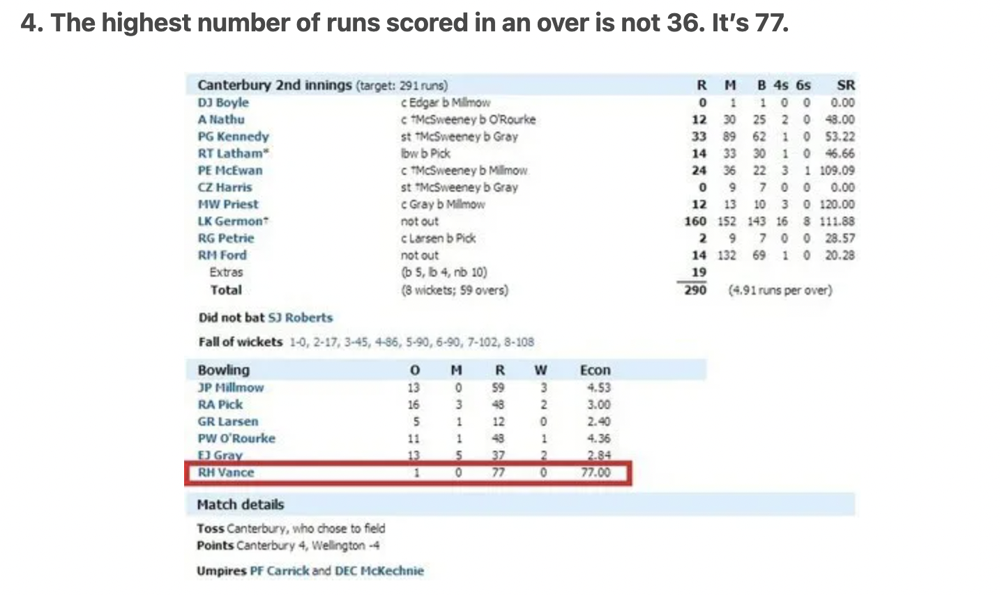 4. The highest number of runs scored in an over is not 36. It’s 77.
Canterbury 2nd innings (target: 291 runs) R M B 4s 6s SR
DJ Boyle c Edgar b Millmow 0 1 1 0 0 0.00
A Nathu c †McSweeney b O'Rourke 12 30 25 2 0 48.00
PG Kennedy st †McSweeney b Gray 33 89 62 1 0 53.22
RT Latham* lbw b Pick 14 33 30 1 0 46.66
PE McEwan c †McSweeney b Millmow 24 36 22 3 1 109.09
CZ Harris st †McSweeney b Gray 0 9 7 0 0 0.00
MW Priest c Gray b Millmow 12 13 10 3 0 120.00
LK Germon† not out 160 152 143 16 8 111.88
RG Petrie c Larsen b Pick 2 9 7 0 0 28.57
RM Ford not out 14 132 69 1 0 20.28
Extras (b 5, lb 4, nb 10) 19
Total (8 wickets; 59 overs) 290 (4.91 runs per over)
Did not bat SJ Roberts
Fall of wickets 1-0, 2-17, 3-45, 4-86, 5-90, 6-90, 7-102, 8-108
Bowling O M R W Econ
JP Millmow 13 0 59 3 4.53
RA Pick 16 3 48 2 3.00
GR Larsen 5 1 12 0 2.40
PW O'Rourke 11 1 48 1 4.36
EJ Gray 13 5 37 2 2.84
RH Vance 1 0 77 0 77.00
Match details
Toss Canterbury, who chose to field
Points Canterbury 4, Wellington -4
Umpires PF Carrick and DEC McKechnie